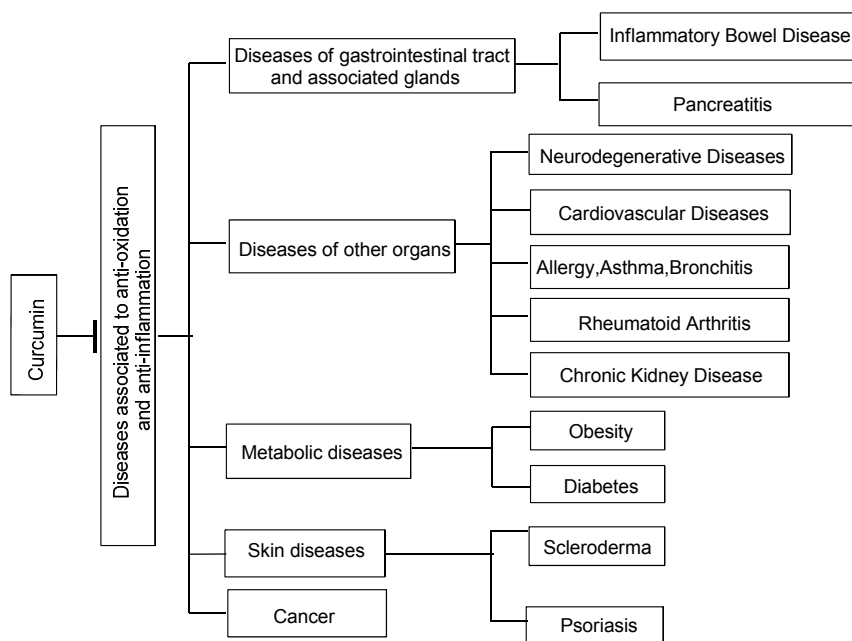 Curcumin
Diseases associated to anti-oxidation
and anti-inflammation
Diseases of gastrointestinal tract
and associated glands
Inflammatory Bowel Disease
Pancreatitis
Diseases of other organs
Neurodegenerative Diseases
Cardiovascular Diseases
Allergy,Asthma,Bronchitis
Rheumatoid Arthritis
Chronic Kidney Disease
Metabolic diseases
Obesity
Diabetes
Skin diseases
Scleroderma
Psoriasis
Cancer